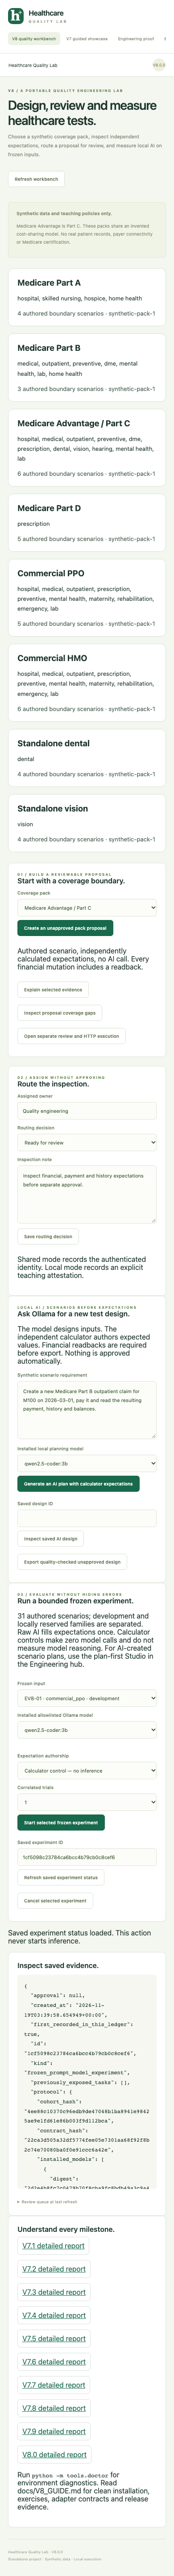 Healthcare
QUALITY LAB
V8 quality workbench
V7 guided showcase
Engineering proof
Healthcare Quality Lab
V8.0.0
V8 / A PORTABLE QUALITY ENGINEERING LAB
Design, review and measure
healthcare tests.
Choose a synthetic coverage pack, inspect independent
expectations, route a proposal for review, and measure local AI on
frozen inputs.
Refresh workbench
Synthetic data and teaching policies only.
Medicare Advantage is Part C. These packs share an invented
cost-sharing model. No real patient records, payer connectivity
or Medicare certification.
Medicare Part A
hospital, skilled nursing, hospice, home health
4 authored boundary scenarios · synthetic-pack-1
Medicare Part B
medical, outpatient, preventive, dme, mental
health, lab, home health
3 authored boundary scenarios · synthetic-pack-1
Medicare Advantage / Part C
hospital, medical, outpatient, preventive, dme,
prescription, dental, vision, hearing, mental health,
lab
6 authored boundary scenarios · synthetic-pack-1
Medicare Part D
prescription
5 authored boundary scenarios · synthetic-pack-1
Commercial PPO
hospital, medical, outpatient, prescription,
preventive, mental health, maternity, rehabilitation,
emergency, lab
5 authored boundary scenarios · synthetic-pack-1
Commercial HMO
hospital, medical, outpatient, prescription,
preventive, mental health, maternity, rehabilitation,
emergency, lab
6 authored boundary scenarios · synthetic-pack-1
Standalone dental
dental
4 authored boundary scenarios · synthetic-pack-1
Standalone vision
vision
4 authored boundary scenarios · synthetic-pack-1
01 / BUILD A REVIEWABLE PROPOSAL
Start with a coverage boundary.
Coverage pack
Medicare Advantage / Part C
Create an unapproved pack proposal
Authored scenario, independently
calculated expectations, no AI call. Every
financial mutation includes a readback.
Explain selected evidence
Inspect proposal coverage gaps
Open separate review and HTTP execution
02 / ASSIGN WITHOUT APPROVING
Route the inspection.
Assigned owner
Quality engineering
Routing decision
Ready for review
Inspection note
Inspect financial, payment and history expectations
before separate approval.
Save routing decision
Shared mode records the authenticated
identity. Local mode records an explicit
teaching attestation.
LOCAL AI / SCENARIOS BEFORE EXPECTATIONS
Ask Ollama for a new test design.
The model designs inputs. The
independent calculator authors expected
values. Financial readbacks are required
before export. Nothing is approved
automatically.
Synthetic scenario requirement
Create a new Medicare Part B outpatient claim for
M100 on 2026-03-01, pay it and read the resulting
payment, history and balances.
Installed local planning model
qwen2.5-coder:3b
Generate an AI plan with calculator expectations
Saved design ID
Inspect saved AI design
Export quality-checked unapproved design
03 / EVALUATE WITHOUT HIDING ERRORS
Run a bounded frozen experiment.
31 authored scenarios; development and
locally reserved families are separated.
Raw AI fills expectations once. Calculator
controls make zero model calls and do not
measure model reasoning. For AI-created
expectations, use the plan-first Studio in
the Engineering hub.
Frozen input
EV8-01 · commercial_ppo · development
Installed allowlisted Ollama model
qwen2.5-coder:3b
Expectation authorship
Calculator control — no inference
Correlated trials
1
Start selected frozen experiment
Saved experiment ID
Refresh saved experiment status
Cancel selected experiment
Saved experiment status loaded. This action
never starts inference.
Inspect saved evidence.
{
"approval": null,
"first_recorded_in_this_ledger":
true,
"id":
"kind":
"frozen_prompt_model_experiment",
"previously_exposed_tasks": [],
"protocol": {
"cohort_hash":
"contract_hash":
"installed_models": [
{
"digest":
Review queue at last refresh
Understand every milestone.
V7.1 detailed report
V7.2 detailed report
V7.3 detailed report
V7.4 detailed report
V7.5 detailed report
V7.6 detailed report
V7.7 detailed report
V7.8 detailed report
V7.9 detailed report
V8.0 detailed report
Run python -m tools.doctor for
environment diagnostics. Read
docs/V8_GUIDE.md for clean installation,
exercises, adapter contracts and release
evidence.
Healthcare Quality Lab · V8.0.0
Standalone project · Synthetic data · Local execution